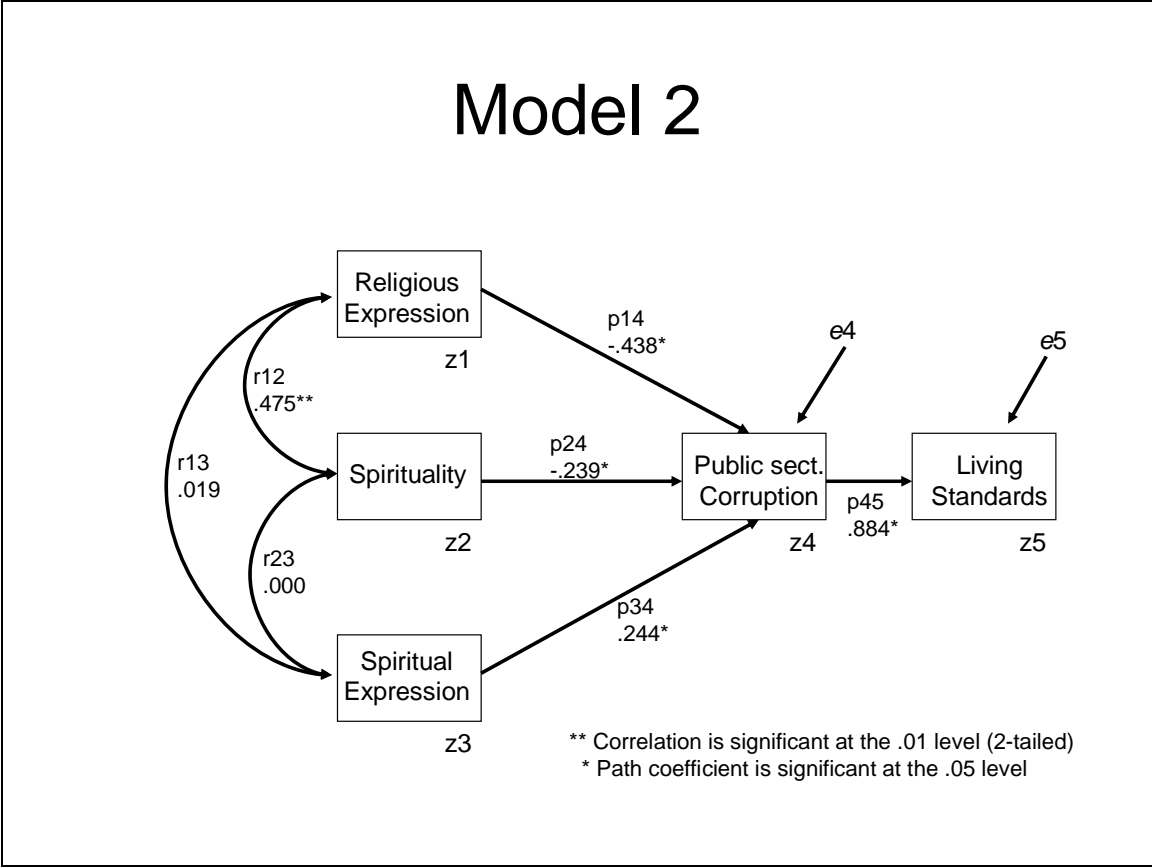 Model 2
Religious
Expression
z1
p14
-.438*
e4
e5
r12
.475**
r13
.019
Spirituality
z2
p24
-.239*
Public sect.
Corruption
z4
p45
.884*
Living
Standards
z5
r23
.000
p34
.244*
Spiritual
Expression
z3
** Correlation is significant at the .01 level (2-tailed)
* Path coefficient is significant at the .05 level